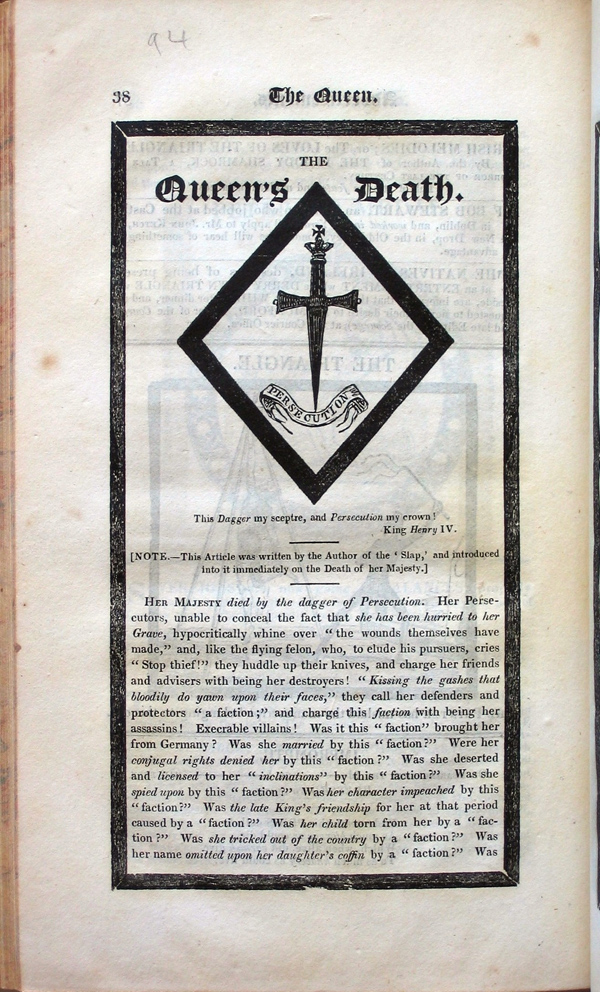 94
38
The Queen.
THE
Queen's Death.
PERSECUTION
This Dagger my sceptre, and Persecution my crown!
King Henry IV.
[NOTE.—This Article was written by the Author of the ‘ Slap,’ and introduced
into it immediately on the Death of her Majesty.]
HER MAJESTY died by the dagger of Persecution. Her Perse-
cutors, unable to conceal the fact that she has been hurried to her
Grave, hypocritically whine over “ the wounds themselves have
made,” and, like the flying felon, who, to elude his pursuers, cries
“ Stop thief!” they huddle up their knives, and charge her friends
and advisers with being her destroyers! “ Kissing the gashes that
bloodily do yawn upon their faces,” they call her defenders and
protectors “ a faction;” and charge this faction with being her
assassins! Execrable villains! Was it this “ faction” brought her
from Germany? Was she married by this “ faction?” Were her
conjugal rights denied her by this “ faction?” Was she deserted
and licensed to her “ inclinations” by this “ faction?” Was she
spied upon by this “ faction?” Was her character impeached by this
“ faction?” Was the late King's friendship for her at that period
caused by a “ faction?” Was her child torn from her by a “ fac-
tion?” Was she tricked out of the country by a “ faction?” Was
her name omitted upon her daughter's coffin by a “ faction?” Was